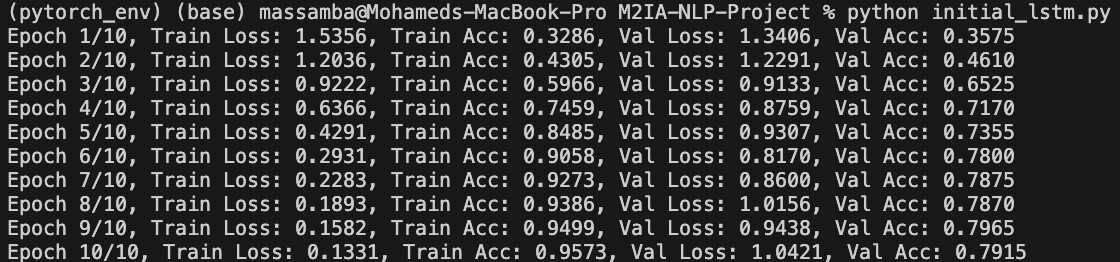 (pytorch_env) (base) massamba@Mohameds-MacBook-Pro M2IA-NLP-Project % python initial_lstm.py
Epoch 1/10, Train Loss: 1.5356, Train Acc: 0.3286, Val Loss: 1.3406, Val Acc: 0.3575
Epoch 2/10, Train Loss: 1.2036, Train Acc: 0.4305, Val Loss: 1.2291, Val Acc: 0.4610
Epoch 3/10, Train Loss: 0.9222, Train Acc: 0.5966, Val Loss: 0.9133, Val Acc: 0.6525
Epoch 4/10, Train Loss: 0.6366, Train Acc: 0.7459, Val Loss: 0.8759, Val Acc: 0.7170
Epoch 5/10, Train Loss: 0.4291, Train Acc: 0.8485, Val Loss: 0.9307, Val Acc: 0.7355
Epoch 6/10, Train Loss: 0.2931, Train Acc: 0.9058, Val Loss: 0.8170, Val Acc: 0.7800
Epoch 7/10, Train Loss: 0.2283, Train Acc: 0.9273, Val Loss: 0.8600, Val Acc: 0.7875
Epoch 8/10, Train Loss: 0.1893, Train Acc: 0.9386, Val Loss: 1.0156, Val Acc: 0.7870
Epoch 9/10, Train Loss: 0.1582, Train Acc: 0.9499, Val Loss: 0.9438, Val Acc: 0.7965
Epoch 10/10, Train Loss: 0.1331, Train Acc: 0.9573, Val Loss: 1.0421, Val Acc: 0.7915